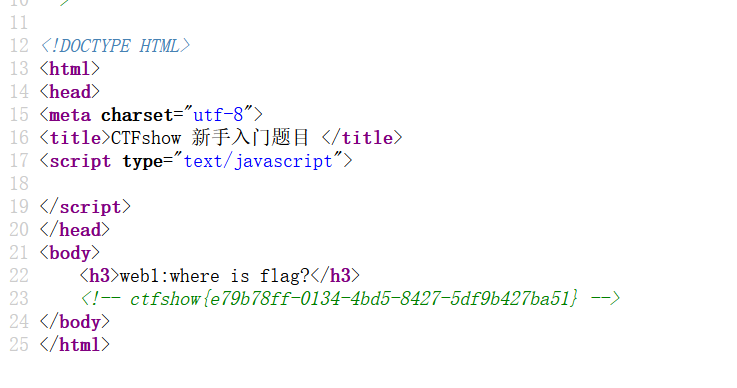 10 -->
11
12 <!DOCTYPE HTML>
13 <html>
14 <head>
15 <meta charset="utf-8">
16 <title>CTFshow 新手入门题目 </title>
17 <script type="text/javascript">
18
19 </script>
20 </head>
21 <body>
22 <h3>web1:where is flag?</h3>
23 <!-- ctfshow{e79b78ff-0134-4bd5-8427-5df9b427ba51} -->
24 </body>
25 </html>